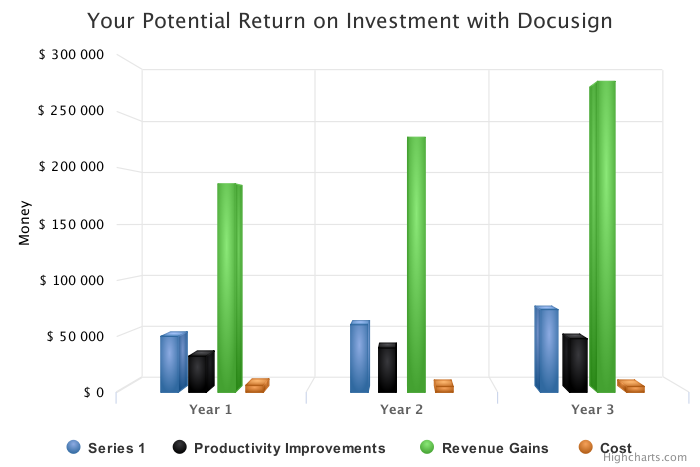 Your Potential Return on Investment with Docusign
$ 300 000
$ 250 000
$ 200 000
$ 150 000
$ 100 000
$ 50 000
$ 0
Money
Year 1 Year 2 Year 3
Series 1 Productivity Improvements Revenue Gains Cost
Highcharts.com